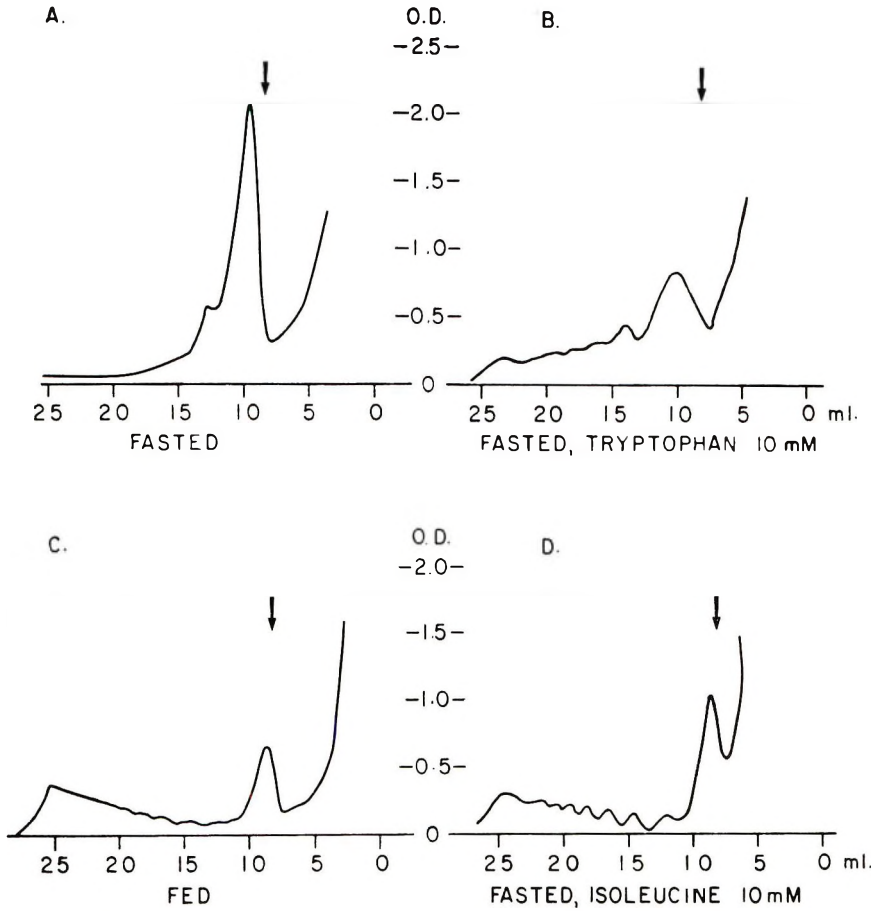 A. O.D. B.
–2.5–
–2.0–
–1.5–
–1.0–
–0.5–
0
25 20 15 10 5 0 25 20 15 10 5 0 ml.
FASTED FASTED, TRYPTOPHAN 10 mM
C. O.D. D.
–2.0–
–1.5–
–1.0–
–0.5–
0
25 20 15 10 5 0 25 20 15 10 5 0 ml.
FED FASTED, ISOLEUCINE 10mM